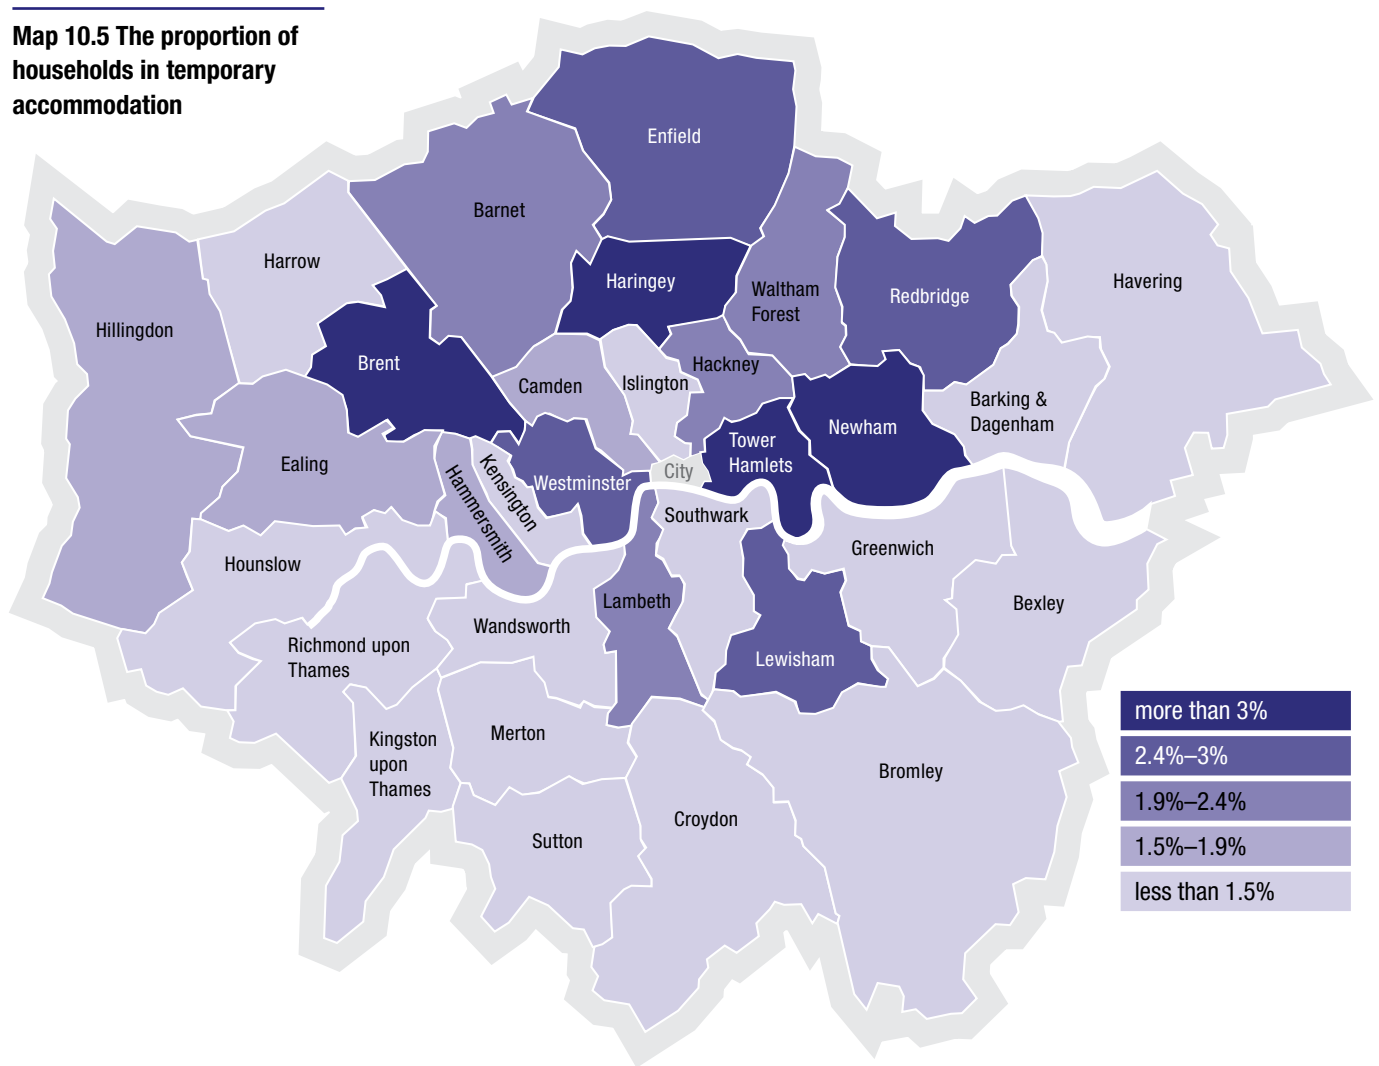 Map 10.5 The proportion of
households in temporary
accommodation
Enfield
Barnet
Harrow
Haringey
Havering
Waltham
Forest
Redbridge
Hillingdon
Brent
Hackney
Camden
Islington
Barking &
Dagenham
Newham
Tower
Hamlets
Ealing
City
Westminster
Kensington
Hammersmith
Southwark
Greenwich
Hounslow
Lambeth
Bexley
Wandsworth
Richmond upon
Thames
Lewisham
Merton
Kingston
upon
Thames
Bromley
Croydon
Sutton
more than 3%
2.4%–3%
1.9%–2.4%
1.5%–1.9%
less than 1.5%